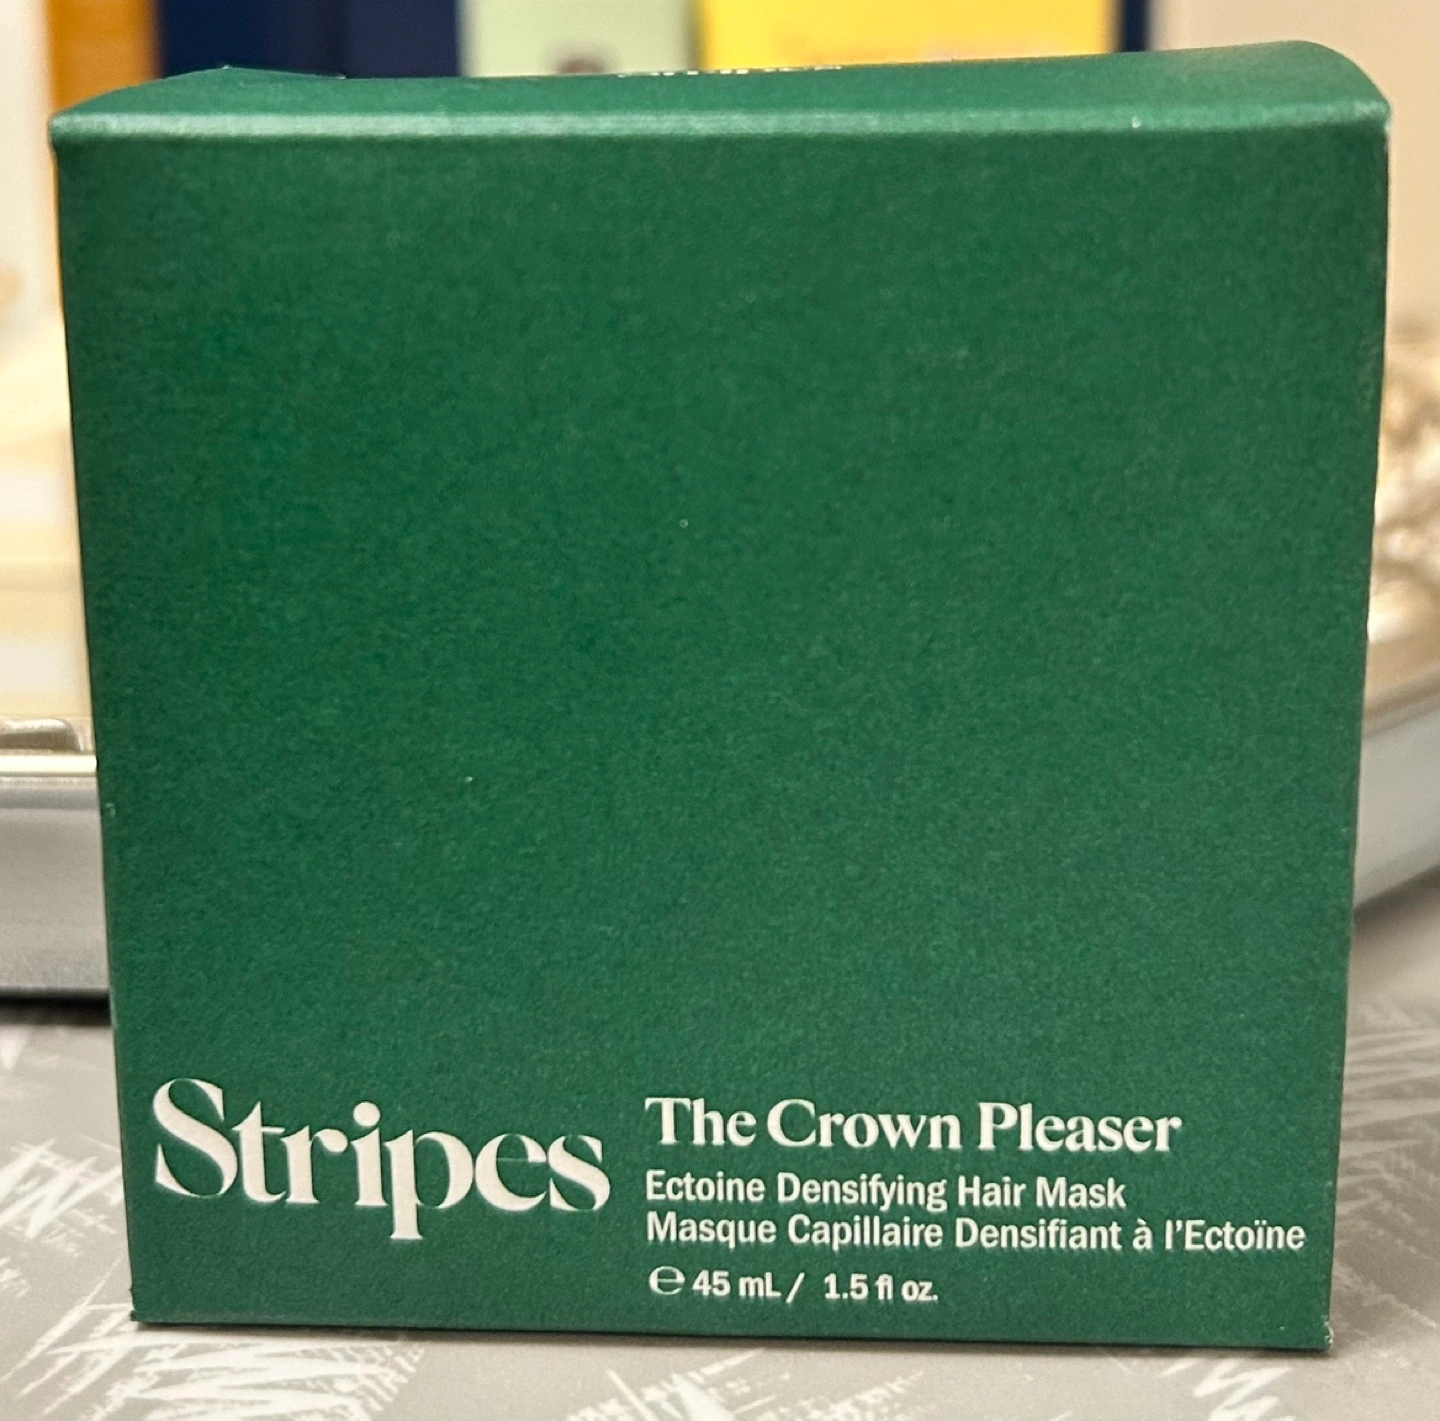 Stripes
The Crown Pleaser
Ectoine Densifying Hair Mask
Masque Capillaire Densifiant à l'Ectoïne
℮ 45 mL / 1.5 fl oz.